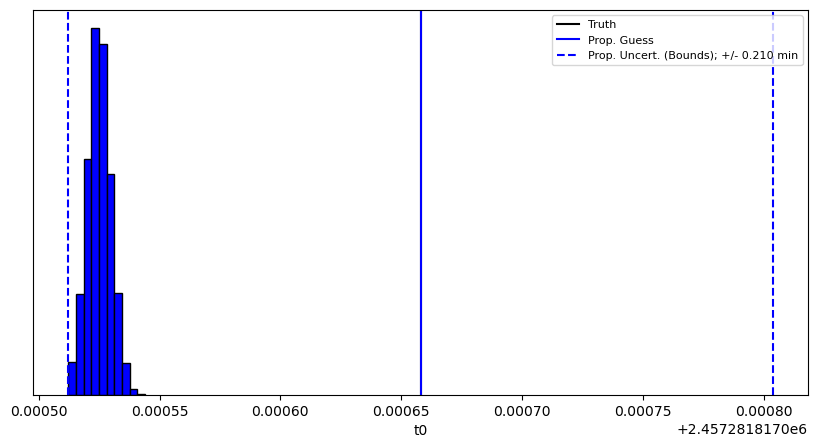 Truth
Prop. Guess
Prop. Uncert. (Bounds); +/- 0.210 min
0.00050 0.00055 0.00060 0.00065 0.00070 0.00075 0.00080
t0
+2.4572818170e6